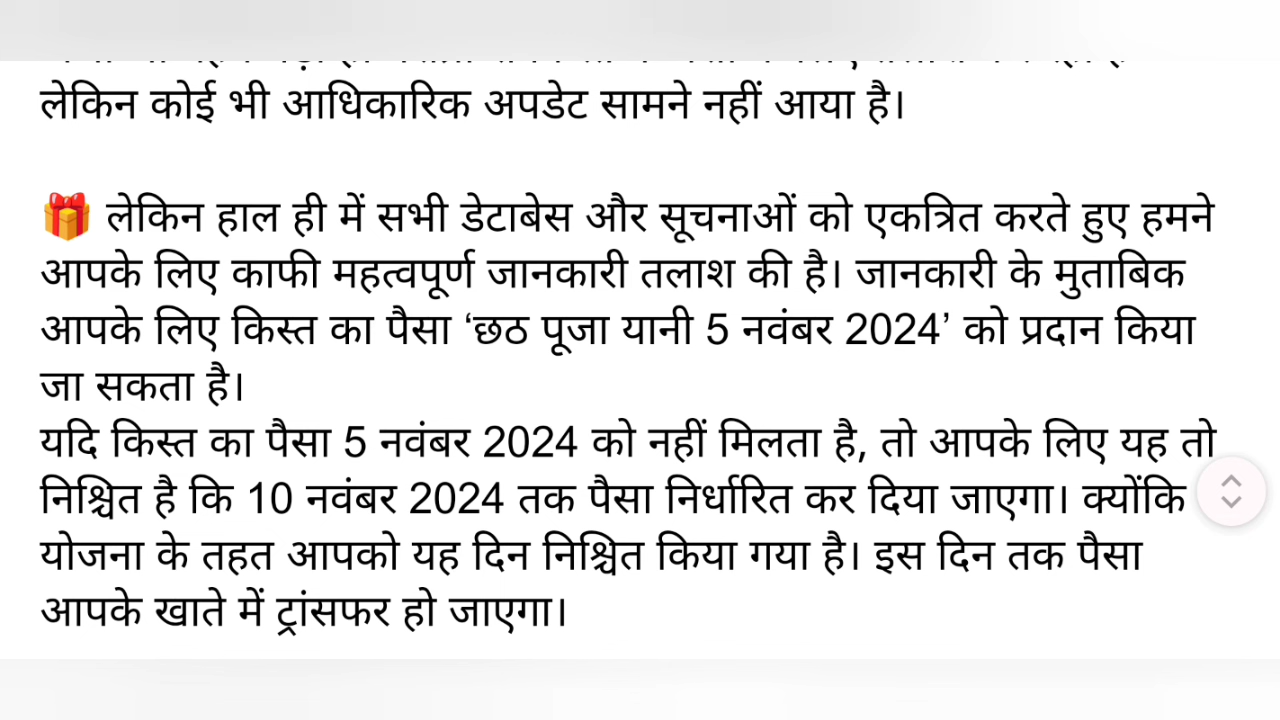 लेकिन कोई भी आधिकारिक अपडेट सामने नहीं आया है।
🎁 लेकिन हाल ही में सभी डेटाबेस और सूचनाओं को एकत्रित करते हुए हमने
आपके लिए काफी महत्वपूर्ण जानकारी तलाश की है। जानकारी के मुताबिक
आपके लिए किस्त का पैसा ‘छठ पूजा यानी 5 नवंबर 2024’ को प्रदान किया
जा सकता है।
यदि किस्त का पैसा 5 नवंबर 2024 को नहीं मिलता है, तो आपके लिए यह तो
निश्चित है कि 10 नवंबर 2024 तक पैसा निर्धारित कर दिया जाएगा। क्योंकि
योजना के तहत आपको यह दिन निश्चित किया गया है। इस दिन तक पैसा
आपके खाते में ट्रांसफर हो जाएगा।